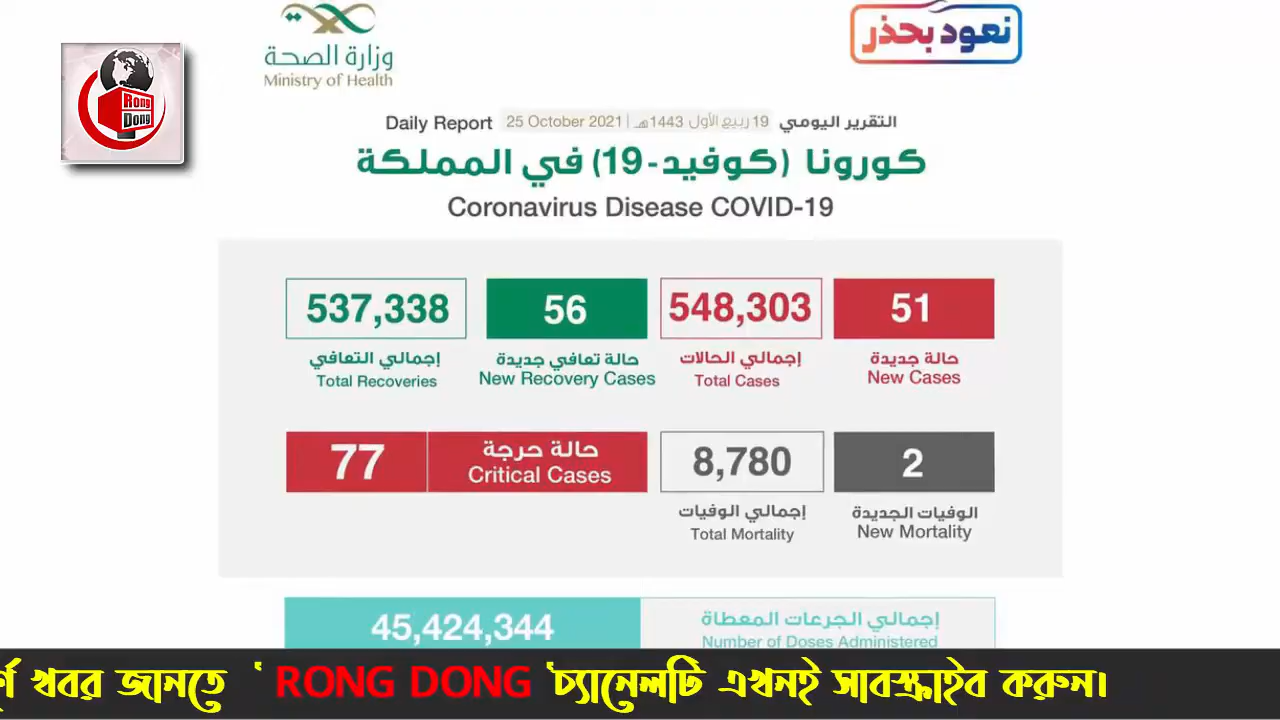 وزارة الصحة
Ministry of Health
نعود بحذر
Rong
Dong
Daily Report 25 October 2021 | 19 ربيع الأول 1443هـ التقرير اليومي
كورونا (كوفيد-19) في المملكة
Coronavirus Disease COVID-19
537,338 56 548,303 51
إجمالي التعافي حالة تعافي جديدة إجمالي الحالات حالة جديدة
Total Recoveries New Recovery Cases Total Cases New Cases
77 حالة حرجة 8,780 2
Critical Cases
إجمالي الوفيات الوفيات الجديدة
Total Mortality New Mortality
45,424,344 إجمالي الجرعات المعطاة
Number of Doses Administered
র্ণ খবর জানতে ‘ RONG DONG ’চ্যানেলটি এখনই সাবস্ক্রাইব করুন।